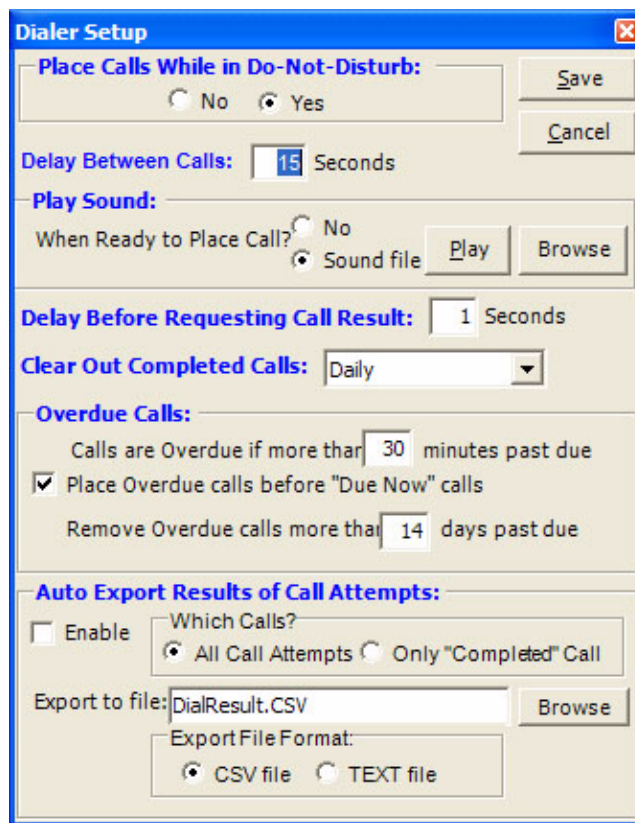 Dialer Setup
Place Calls While in Do-Not-Disturb:
No Yes
Save
Cancel
Delay Between Calls: 15 Seconds
Play Sound:
When Ready to Place Call? No
Sound file
Play Browse
Delay Before Requesting Call Result: 1 Seconds
Clear Out Completed Calls: Daily
Overdue Calls:
Calls are Overdue if more thar 30 minutes past due
Place Overdue calls before "Due Now" calls
Remove Overdue calls more thar 14 days past due
Auto Export Results of Call Attempts:
Enable
Which Calls?
All Call Attempts Only "Completed" Call
Export to file: DialResult.CSV Browse
Export File Format:
CSV file TEXT file